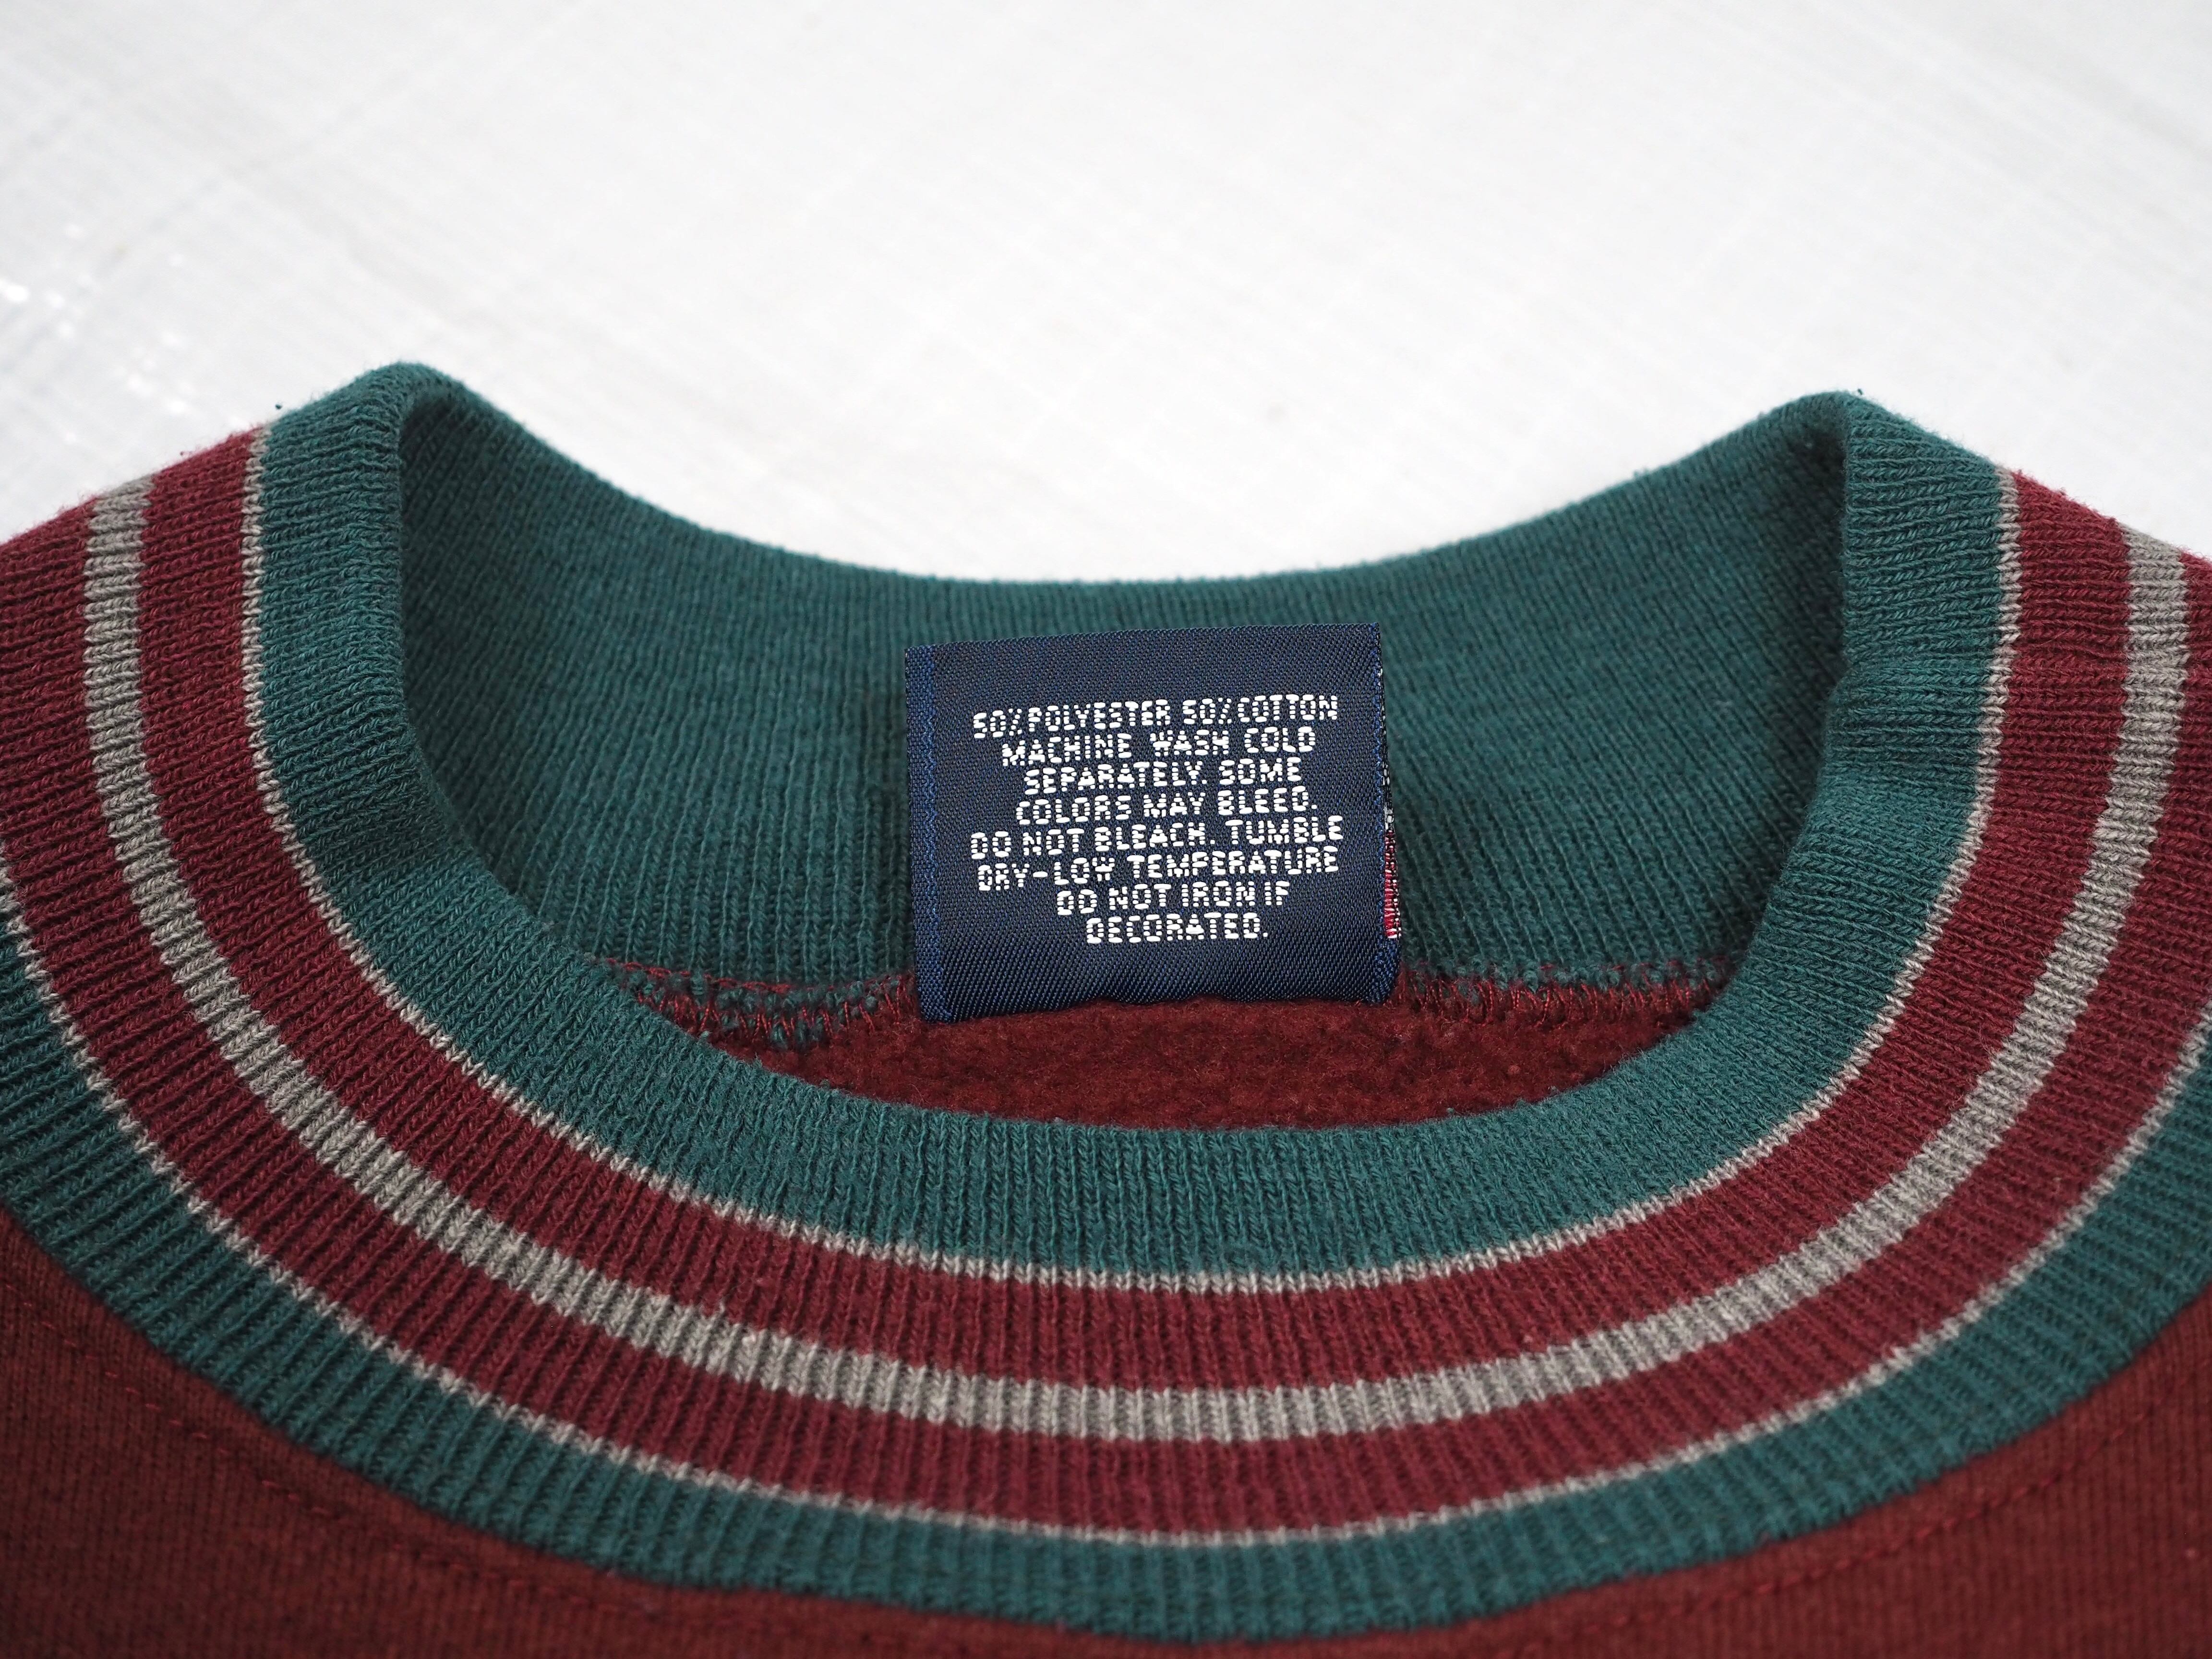 50% POLYESTER 50% COTTON
MACHINE WASH COLD
SEPARATELY. SOME
COLORS MAY BLEED.
DO NOT BLEACH. TUMBLE
DRY-LOW TEMPERATURE
DO NOT IRON IF
DECORATED.